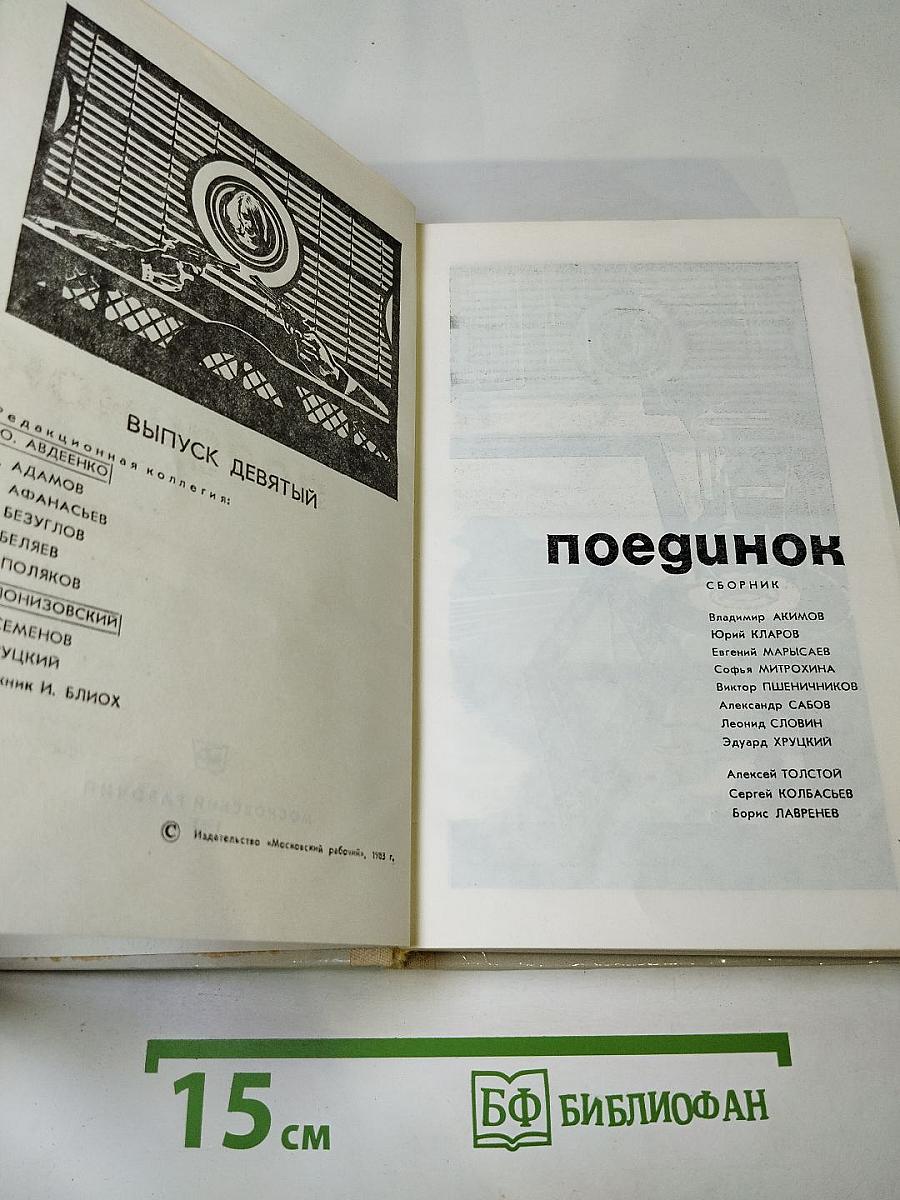 ВЫПУСК ДЕВЯТЫЙ
редакционная коллегия:
О. АВДЕЕНКО
АДАМОВ
АФАНАСЬЕВ
БЕЗУГЛОВ
БЕЛЯЕВ
ПОЛЯКОВ
ПОНИЗОВСКИЙ
СЕМЕНОВ
И. БЛИОХ
© Издательство «Московский рабочий», 1983 г.
поединок
СБОРНИК
Владимир АКИМОВ
Юрий КЛАРОВ
Евгений МАРЫСАЕВ
Софья МИТРОХИНА
Виктор ПШЕНИЧНИКОВ
Александр САБОВ
Леонид СЛОВИН
Эдуард ХРУЦКИЙ
Алексей ТОЛСТОЙ
Сергей КОЛБАСЬЕВ
Борис ЛАВРЕНЕВ
15 см
БФ БИБЛИОФАН